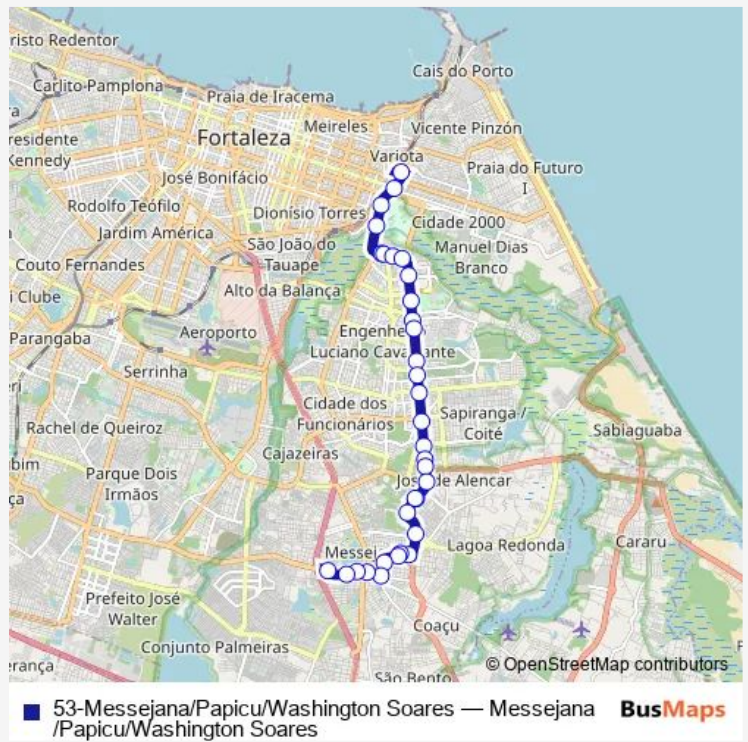 risto Redentor
Cais do Porto
Carlito Pamplona
Praia de Iracema
Meireles
Vicente Pinzón
residente
Kennedy
Fortaleza
Variota
Praia do Futuro
I
José Bonifácio
Rodolfo Teófilo
Dionísio Torres
Cidade 2000
Jardim América
São João do
Tauape
Manuel Dias
Branco
Couto Fernandes
i Clube
Alto da Balança
Parangaba
Aeroporto
Engenhe
Luciano Cava ante
Serrinha
Cidade dos
Funcionários
Sapiranga /
Coité
Rachel de Queiroz
Sabiaguaba
Cajazeiras
bim
Parque Dois
Irmãos
ça
Jos de Alencar
Messej
Lagoa Redonda
Cararu
Prefeito José
Walter
Coaçu
Conjunto Palmeiras
erança
São Bento
© OpenStreetMap contributors
53-Messejana/Papicu/Washington Soares — Messejana
/Papicu/Washington Soares
BusMaps